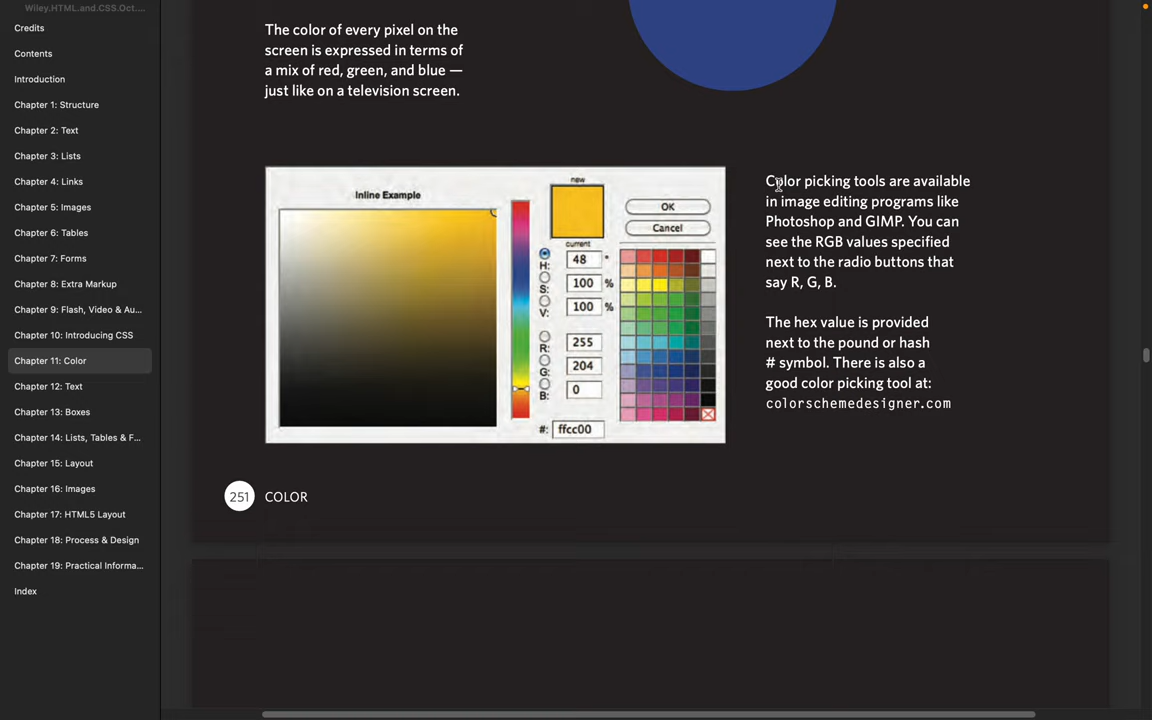 Wiley.HTML.and.CSS.Oct....
Credits
Contents
Introduction
Chapter 1: Structure
Chapter 2: Text
Chapter 3: Lists
Chapter 4: Links
Chapter 5: Images
Chapter 6: Tables
Chapter 7: Forms
Chapter 8: Extra Markup
Chapter 9: Flash, Video & Au...
Chapter 10: Introducing CSS
Chapter 11: Color
Chapter 12: Text
Chapter 13: Boxes
Chapter 14: Lists, Tables & F...
Chapter 15: Layout
Chapter 16: Images
Chapter 17: HTML5 Layout
Chapter 18: Process & Design
Chapter 19: Practical Informa...
Index
The color of every pixel on the
screen is expressed in terms of
a mix of red, green, and blue —
just like on a television screen.
Inline Example
new
current
OK
Cancel
H: 48 °
S: 100 %
V: 100 %
R: 255
G: 204
B: 0
#: ffcc00
Color picking tools are available
in image editing programs like
Photoshop and GIMP. You can
see the RGB values specified
next to the radio buttons that
say R, G, B.
The hex value is provided
next to the pound or hash
# symbol. There is also a
good color picking tool at:
colorschemedesigner.com
251 COLOR